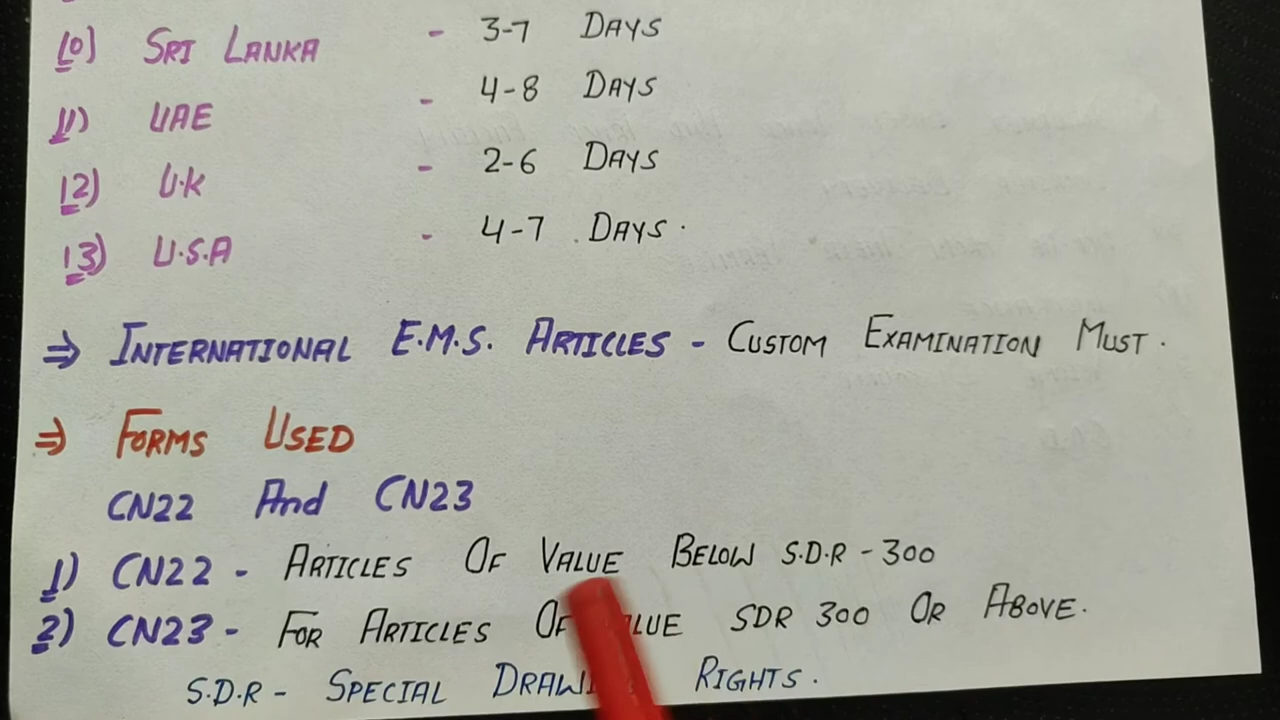 10) SRI LANKA - 3-7 DAYS
11) UAE - 4-8 DAYS
12) U.K - 2-6 DAYS
13) U.S.A - 4-7 DAYS.
⇒ INTERNATIONAL E.M.S. ARTICLES - CUSTOM EXAMINATION MUST.
⇒ FORMS USED
CN22 And CN23
1) CN22 - ARTICLES OF VALUE BELOW S.D.R - 300
2) CN23 - FOR ARTICLES OF VALUE SDR 300 OR ABOVE.
S.D.R - SPECIAL DRAWING RIGHTS.